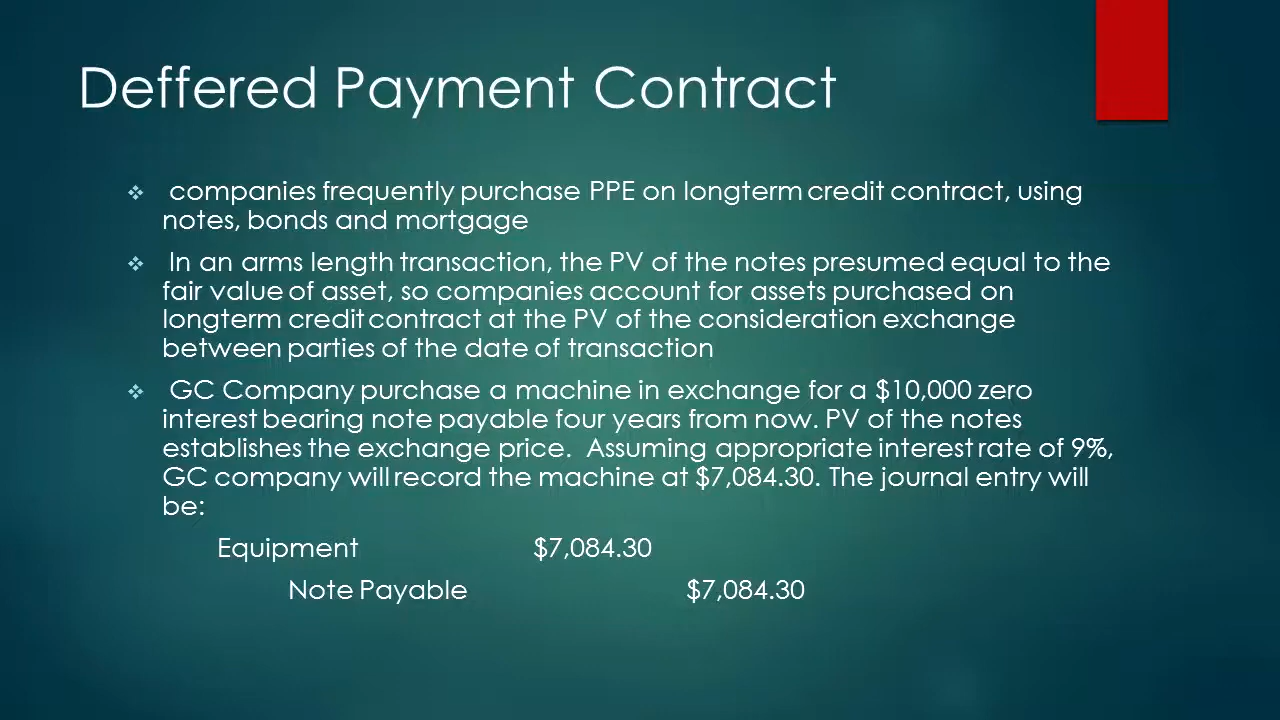 Deffered Payment Contract
companies frequently purchase PPE on longterm credit contract, using
notes, bonds and mortgage
In an arms length transaction, the PV of the notes presumed equal to the
fair value of asset, so companies account for assets purchased on
longterm credit contract at the PV of the consideration exchange
between parties of the date of transaction
GC Company purchase a machine in exchange for a $10,000 zero
interest bearing note payable four years from now. PV of the notes
establishes the exchange price. Assuming appropriate interest rate of 9%,
GC company will record the machine at $7,084.30. The journal entry will
be:
Equipment $7,084.30
Note Payable $7,084.30